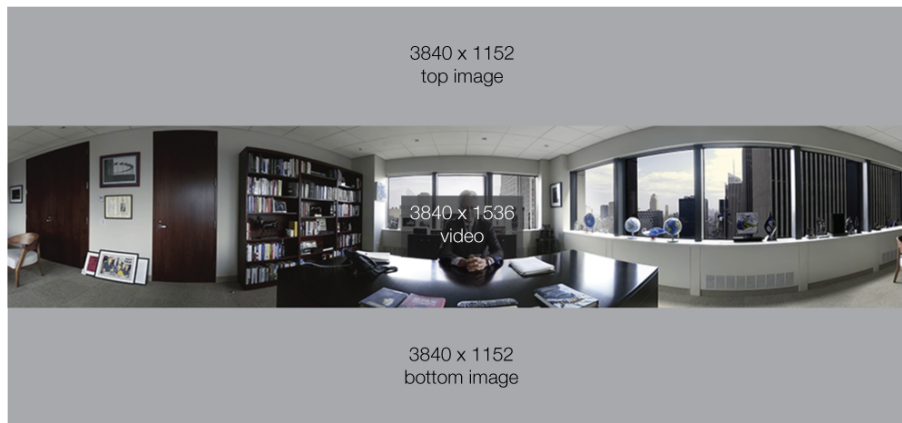 3840 x 1152
top image
3840 x 1536
video
3840 x 1152
bottom image